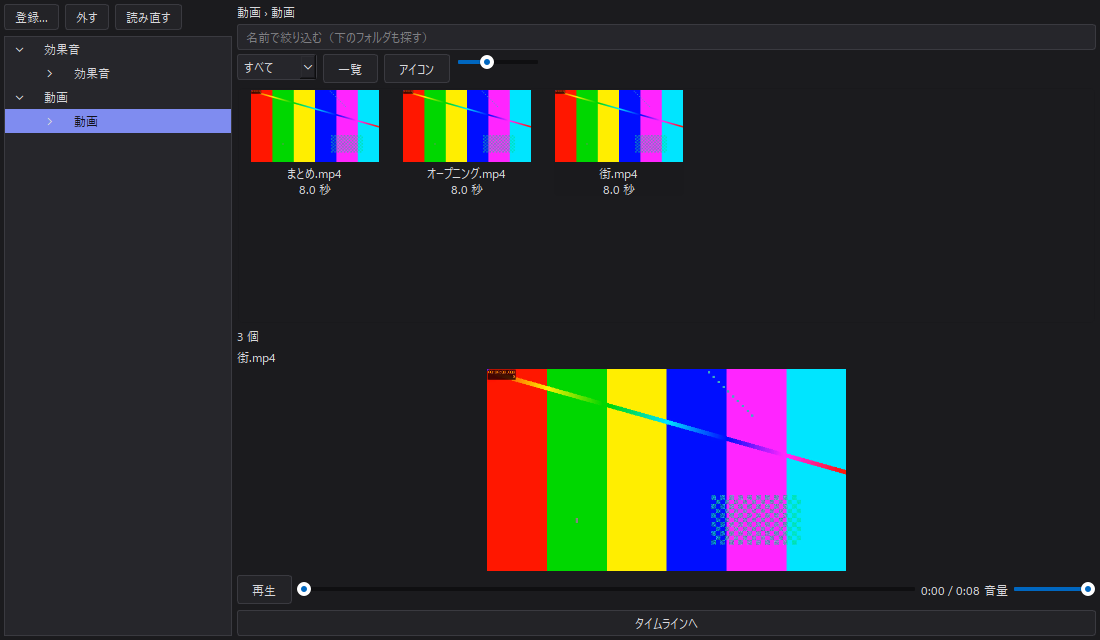 登録... 外す 読み直す
効果音
効果音
動画
動画
動画 › 動画
名前で絞り込む（下のフォルダも探す）
すべて 一覧 アイコン
まとめ.mp4 オープニング.mp4 街.mp4
8.0 秒 8.0 秒 8.0 秒
3 個
街.mp4
再生 0:00 / 0:08 音量
タイムラインへ